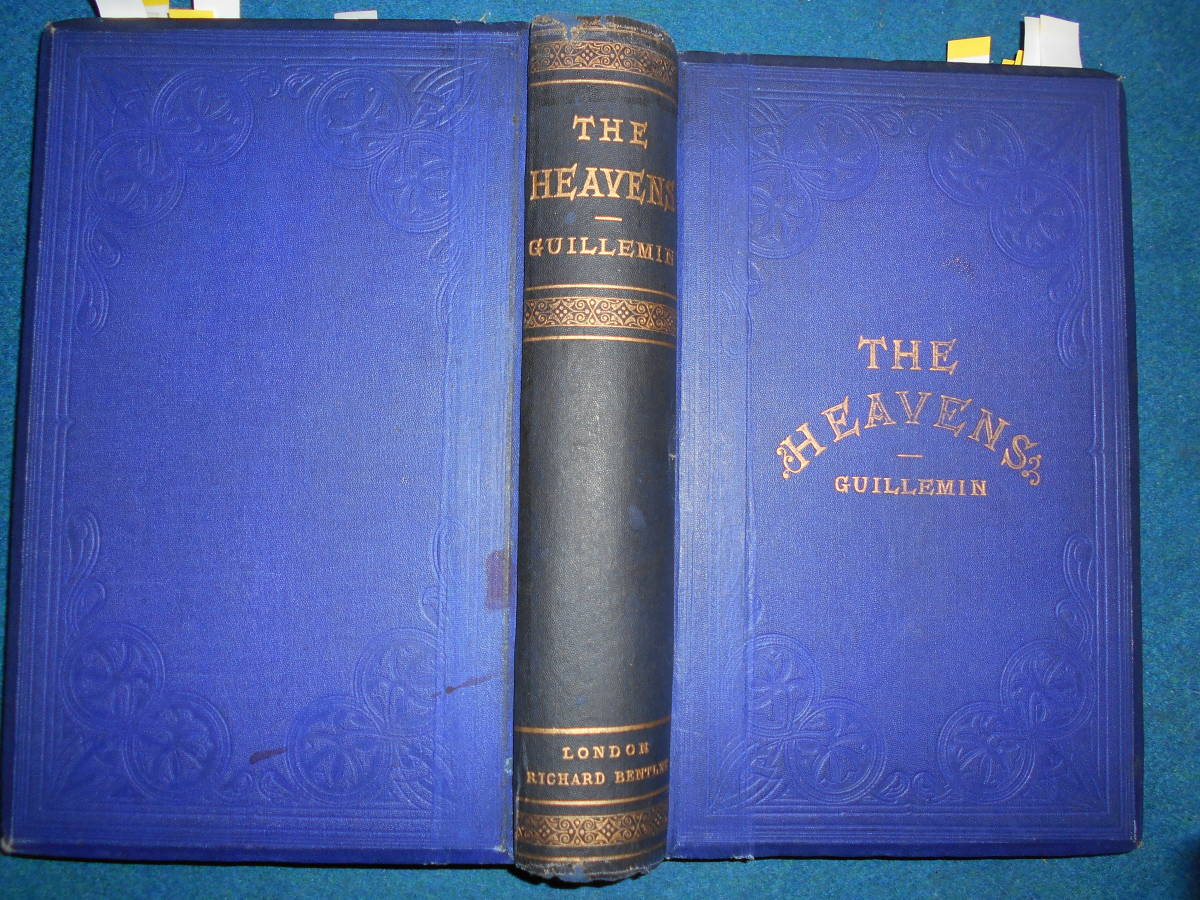 THE
HEAVENS
GUILLEMIN
LONDON
RICHARD BENTLEY
THE
HEAVENS
GUILLEMIN